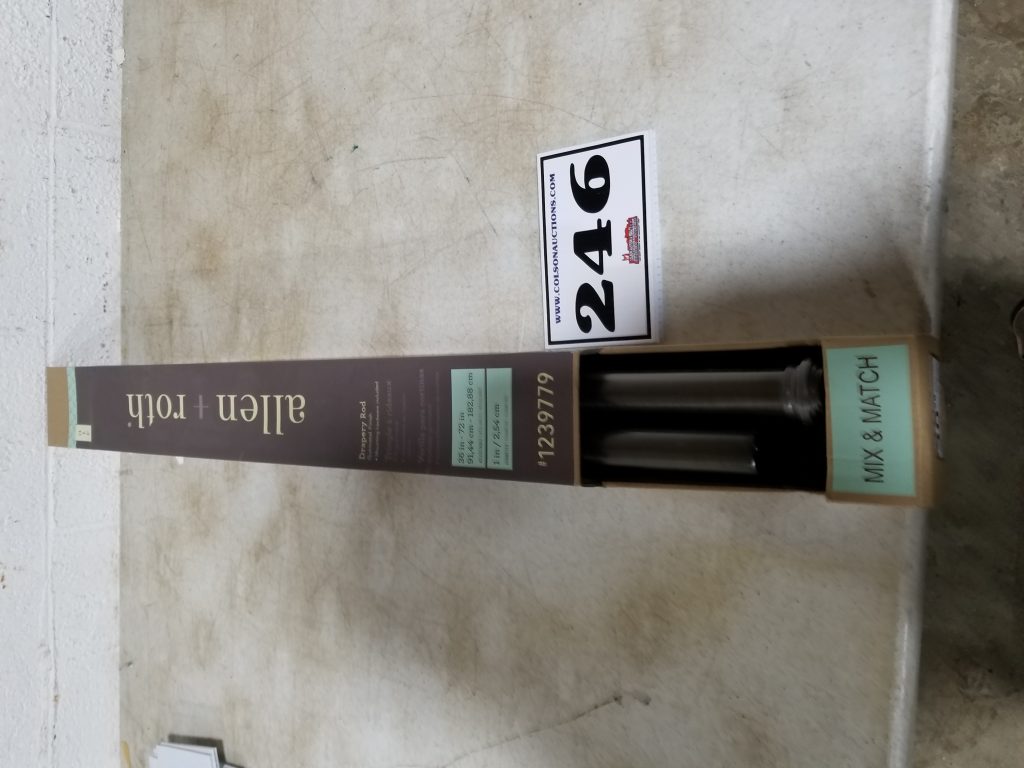 allen + roth
Drapery Rod
36 in - 72 in
91,44 cm - 182,88 cm
1 in / 2,54 cm
#1239779
MIX & MATCH
WWW.COLSONAUCTIONS.COM
246